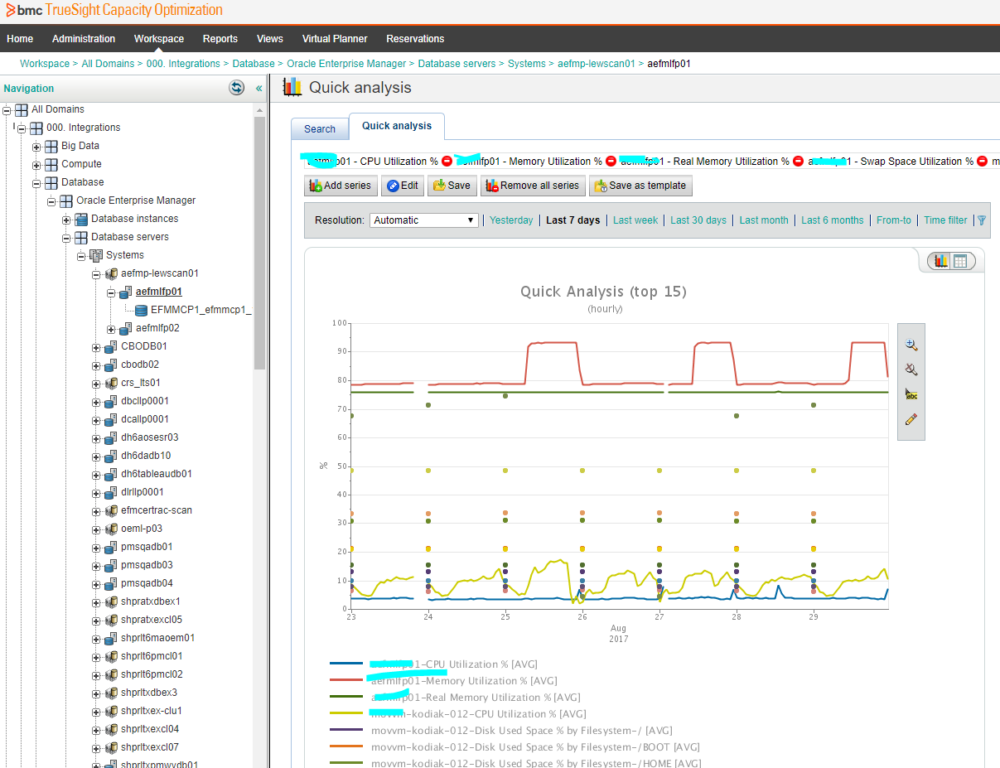 bmc TrueSight Capacity Optimization
Home Administration Workspace Reports Views Virtual Planner Reservations
Workspace > All Domains > 000. Integrations > Database > Oracle Enterprise Manager > Database servers > Systems > aefmp-lewscan01 > aefmlfp01
Navigation «
All Domains
000. Integrations
Big Data
Compute
Database
Oracle Enterprise Manager
Database instances
Database servers
Systems
aefmp-lewscan01
aefmlfp01
EFMMCP1_efmmcp1_
aefmlfp02
CBODB01
cbodb02
crs_lts01
dbcllp0001
dcallp0001
dh6aosesr03
dh6dadb10
dh6tableaudb01
dlrllp0001
efmcertrac-scan
oeml-p03
pmsqadb01
pmsqadb03
pmsqadb04
shpratxdbex1
shpratxexcl05
shprlt6maoem01
shprlt6pmcl01
shprlt6pmcl02
shprltxdbex3
shprltxex-clu1
shprltxexcl04
shprltxexcl07
shprltxpmwvdb01
Quick analysis
Search Quick analysis
01 - CPU Utilization % aefmlfp01 - Memory Utilization % aefmlfp01 - Real Memory Utilization % 01 - Swap Space Utilization % m
Add series Edit Save Remove all series Save as template
Resolution: Automatic Yesterday Last 7 days Last week Last 30 days Last month Last 6 months From-to Time filter
Quick Analysis (top 15)
(hourly)
100
90
80
70
60
50
40
30
20
10
0
%
abc
23 24 25 26 27 28 29
Aug
2017
01-CPU Utilization % [AVG]
aefmlfp01-Memory Utilization % [AVG]
p01-Real Memory Utilization % [AVG]
movvm-kodiak-012-CPU Utilization % [AVG]
movvm-kodiak-012-Disk Used Space % by Filesystem-/ [AVG]
movvm-kodiak-012-Disk Used Space % by Filesystem-/BOOT [AVG]
movvm-kodiak-012-Disk Used Space % by Filesystem-/HOME [AVG]